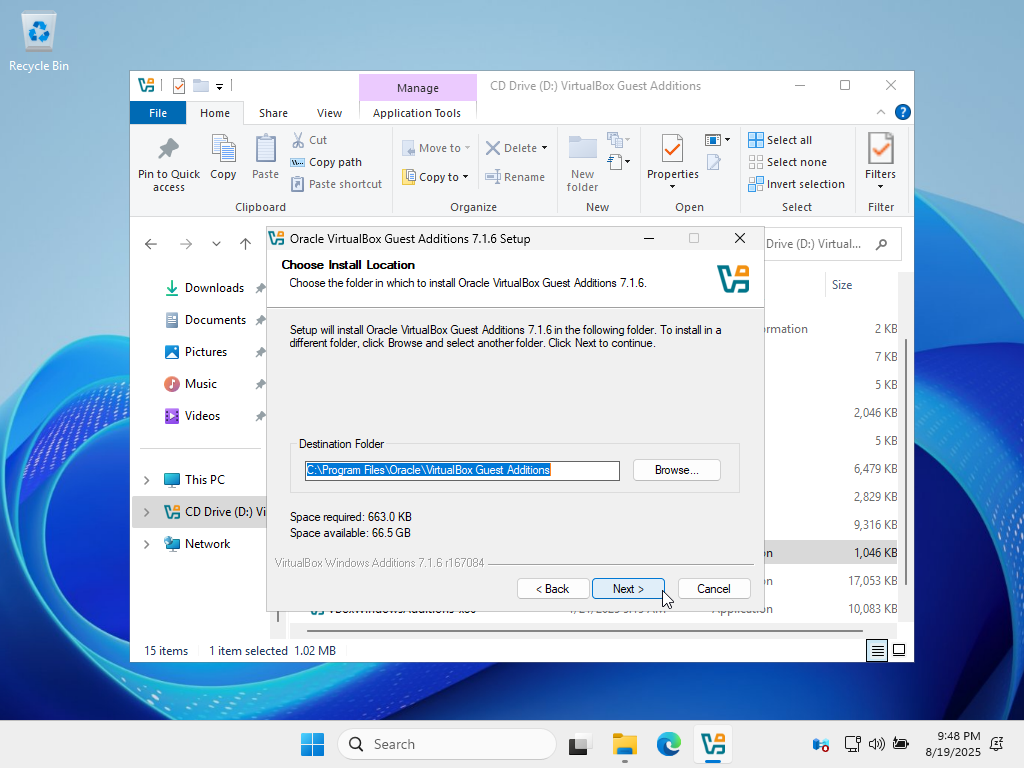 Recycle Bin
Manage
CD Drive (D:) VirtualBox Guest Additions
File
Home
Share
View
Application Tools
Pin to Quick access
Copy
Paste
Cut
Copy path
Paste shortcut
Clipboard
Move to
Copy to
Delete
Rename
Organize
New folder
New
Properties
Open
Select all
Select none
Invert selection
Select
Filters
Filter
Drive (D:) Virtual...
Downloads
Documents
Pictures
Music
Videos
This PC
CD Drive (D:) Vi
Network
Size
2 KB
7 KB
5 KB
2,046 KB
5 KB
6,479 KB
2,829 KB
9,316 KB
1,046 KB
17,053 KB
10,083 KB
Oracle VirtualBox Guest Additions 7.1.6 Setup
Choose Install Location
Choose the folder in which to install Oracle VirtualBox Guest Additions 7.1.6.
Setup will install Oracle VirtualBox Guest Additions 7.1.6 in the following folder. To install in a
different folder, click Browse and select another folder. Click Next to continue.
Destination Folder
C:\Program Files\Oracle\VirtualBox Guest Additions
Browse...
Space required: 663.0 KB
Space available: 66.5 GB
VirtualBox Windows Additions 7.1.6 r167084
< Back
Next >
Cancel
15 items
1 item selected 1.02 MB
Search
9:48 PM
8/19/2025